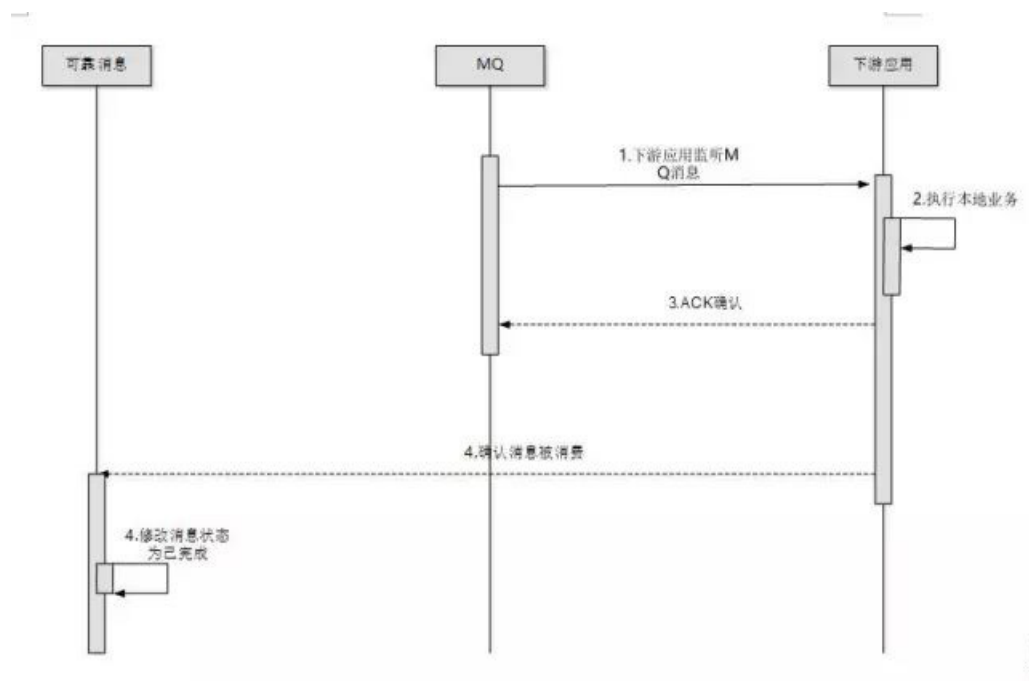 可靠消息
MQ
下游应用
1.下游应用监听M
Q消息
2.执行本地业务
3.ACK确认
4.确认消息被消费
4.修改消息状态
为已完成